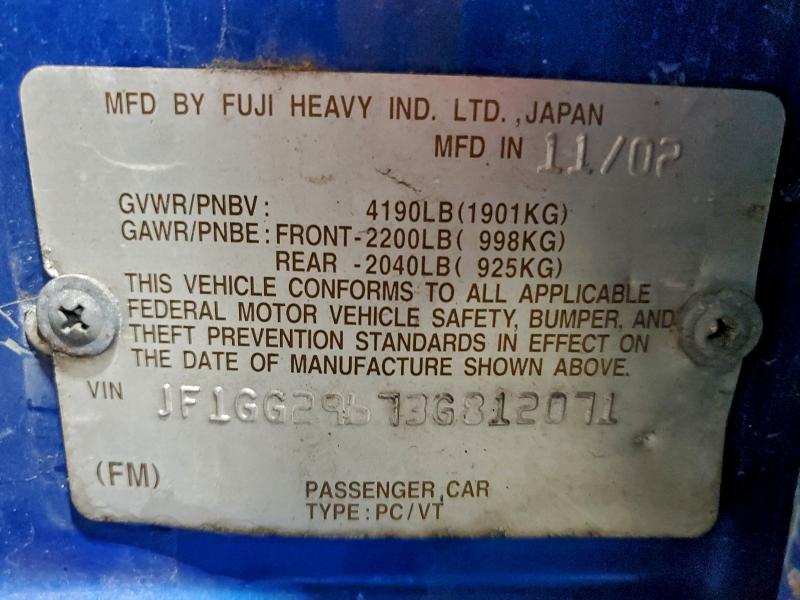 MFD BY FUJI HEAVY IND. LTD.,JAPAN
MFD IN 11/02
GVWR/PNBV: 4190LB(1901KG)
GAWR/PNBE:FRONT-2200LB( 998KG)
REAR -2040LB( 925KG)
THIS VEHICLE CONFORMS TO ALL APPLICABLE
FEDERAL MOTOR VEHICLE SAFETY, BUMPER, AND
THEFT PREVENTION STANDARDS IN EFFECT ON
THE DATE OF MANUFACTURE SHOWN ABOVE.
VIN JF1GG29673G812071
(FM)
PASSENGER CAR
TYPE:PC/VT